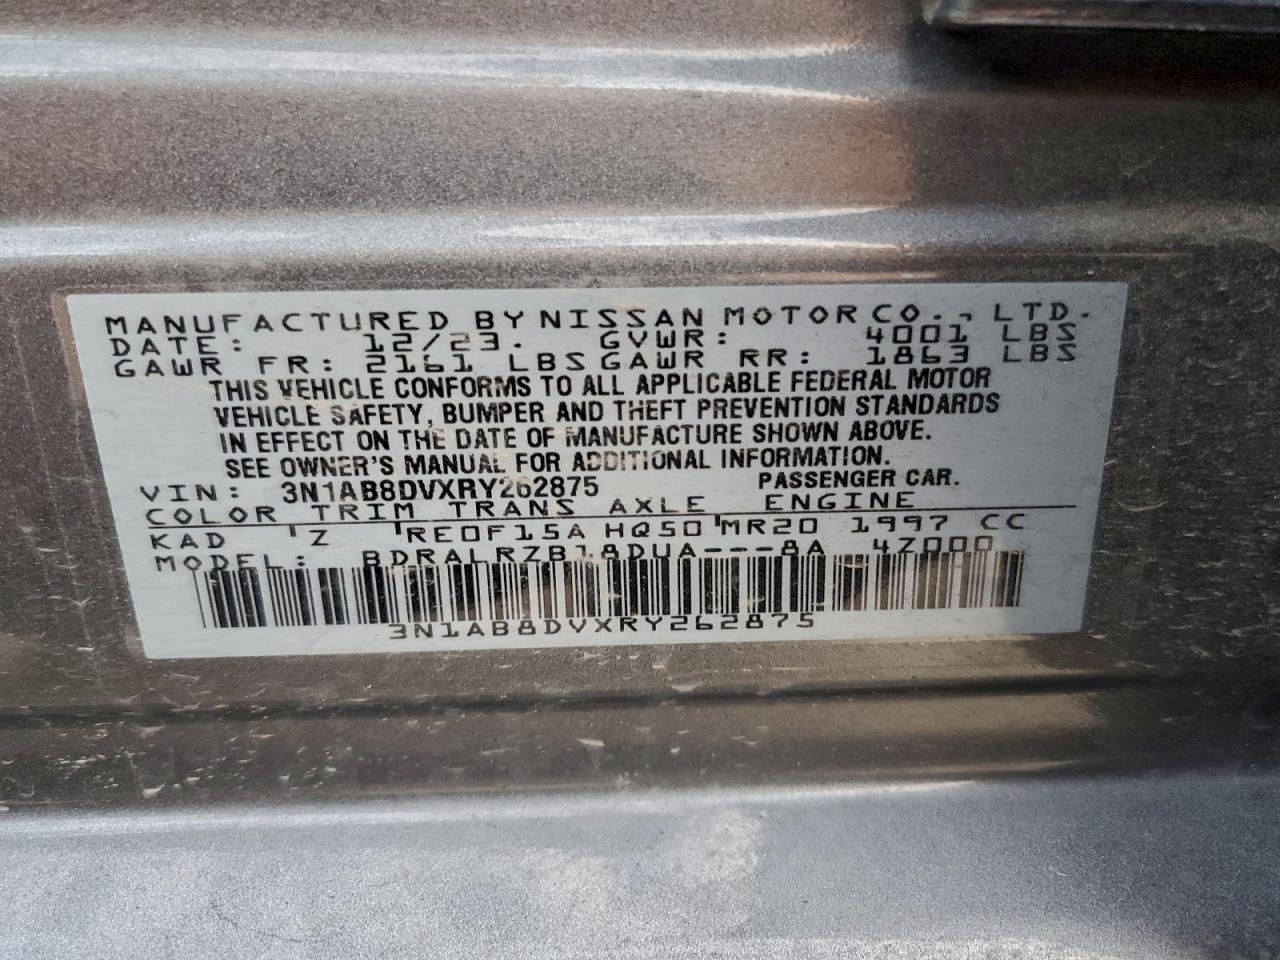 MANUFACTURED BY NISSAN MOTOR CO., LTD.
DATE: 12/23. GVWR: 4001 LBS
GAWR FR: 2161 LBS GAWR RR: 1863 LBS
THIS VEHICLE CONFORMS TO ALL APPLICABLE FEDERAL MOTOR
VEHICLE SAFETY, BUMPER AND THEFT PREVENTION STANDARDS
IN EFFECT ON THE DATE OF MANUFACTURE SHOWN ABOVE.
SEE OWNER'S MANUAL FOR ADDITIONAL INFORMATION.
VIN: 3N1AB8DVXRY262875 PASSENGER CAR.
COLOR TRIM TRANS AXLE ENGINE
KAD Z RE0F15A HQ50 MR20 1997 CC
MODEL: BDRALRZB18DUA---8A 4Z000
3N1AB8DVXRY262875